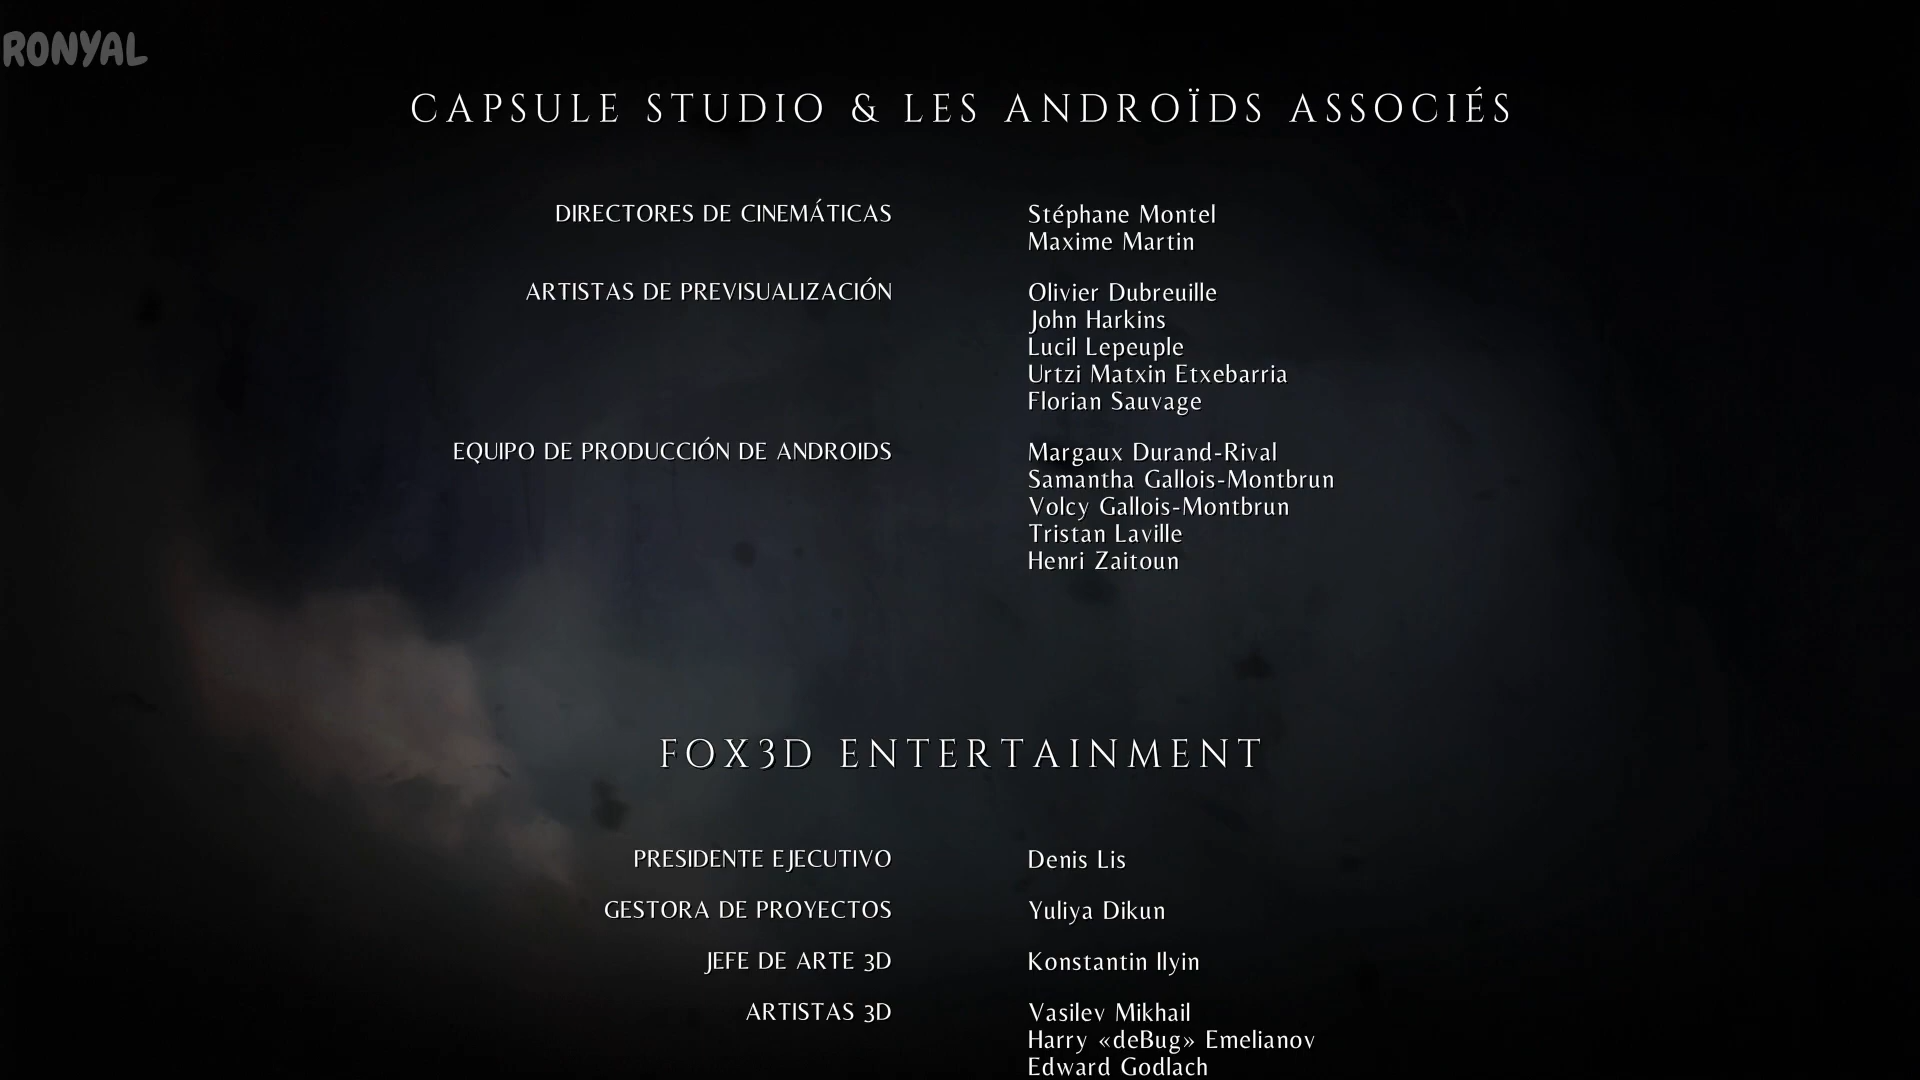 RONYAL
CAPSULE STUDIO & LES ANDROÏDS ASSOCIÉS
DIRECTORES DE CINEMÁTICAS Stéphane Montel
Maxime Martin
ARTISTAS DE PREVISUALIZACIÓN Olivier Dubreuille
John Harkins
Lucil Lepeuple
Urtzi Matxin Etxebarria
Florian Sauvage
EQUIPO DE PRODUCCIÓN DE ANDROIDS Margaux Durand-Rival
Samantha Gallois-Montbrun
Volcy Gallois-Montbrun
Tristan Laville
Henri Zaitoun
FOX3D ENTERTAINMENT
PRESIDENTE EJECUTIVO Denis Lis
GESTORA DE PROYECTOS Yuliya Dikun
JEFE DE ARTE 3D Konstantin Ilyin
ARTISTAS 3D Vasilev Mikhail
Harry «deBug» Emelianov
Edward Godlach